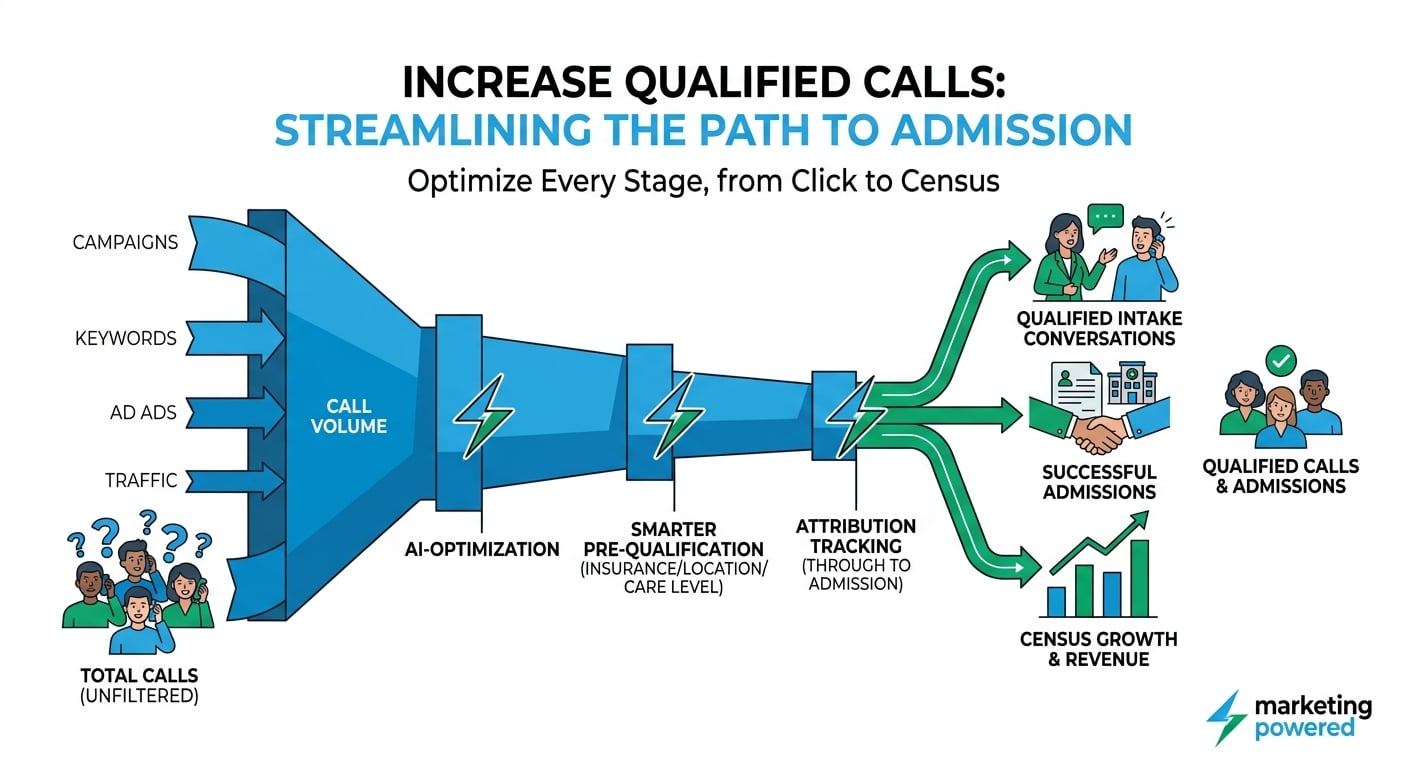 INCREASE QUALIFIED CALLS:
STREAMLINING THE PATH TO ADMISSION
Optimize Every Stage, from Click to Census
CAMPAIGNS
KEYWORDS
AD ADS
TRAFFIC
? ? ? ? ?
TOTAL CALLS
(UNFILTERED)
CALL
VOLUME
AI-OPTIMIZATION
SMARTER
PRE-QUALIFICATION
(INSURANCE/LOCATION/
CARE LEVEL)
ATTRIBUTION
TRACKING
(THROUGH TO
ADMISSION)
QUALIFIED INTAKE
CONVERSATIONS
SUCCESSFUL
ADMISSIONS
CENSUS GROWTH
& REVENUE
QUALIFIED CALLS
& ADMISSIONS
marketing
powered